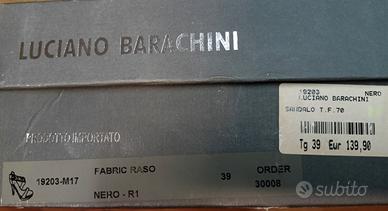 LUCIANO BARACHINI
19203 NERO
LUCIANO BARACHINI
SANDALO T.F.70
Tg 39 Eur 139,90
PRODOTTO IMPORTATO
FABRIC RASO 39 ORDER
19203-M17 NERO - R1 30008
subito